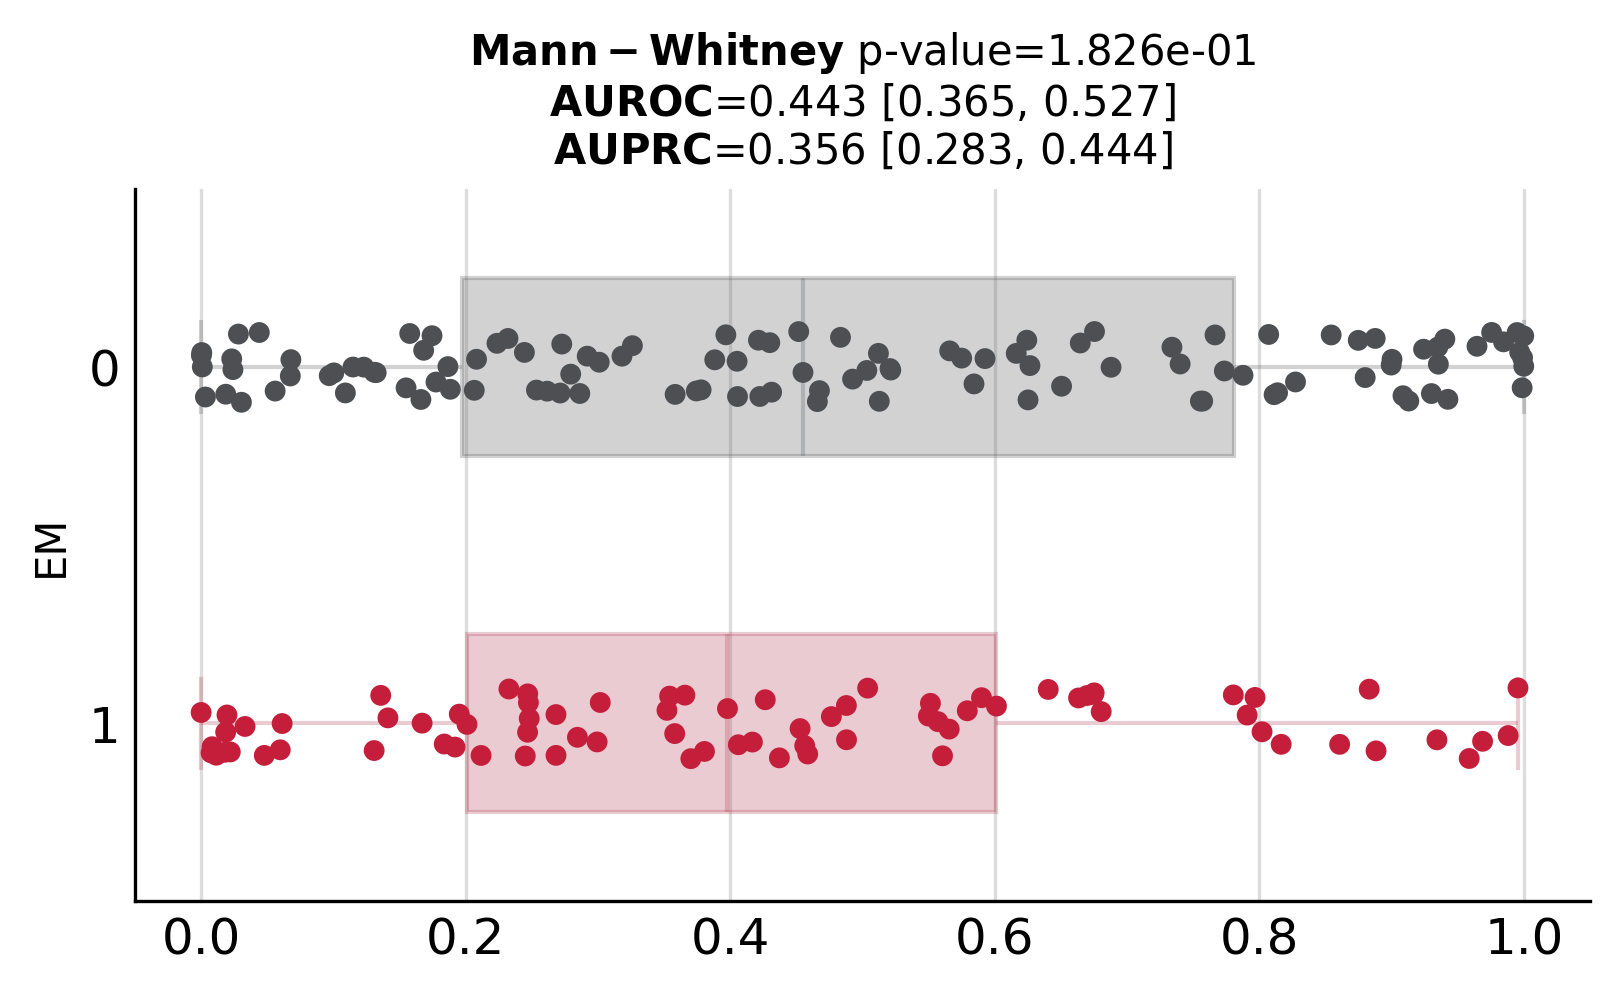 Mann − Whitney p-value=1.826e-01
AUROC=0.443 [0.365, 0.527]
AUPRC=0.356 [0.283, 0.444]
0
EM
1
0.0 0.2 0.4 0.6 0.8 1.0